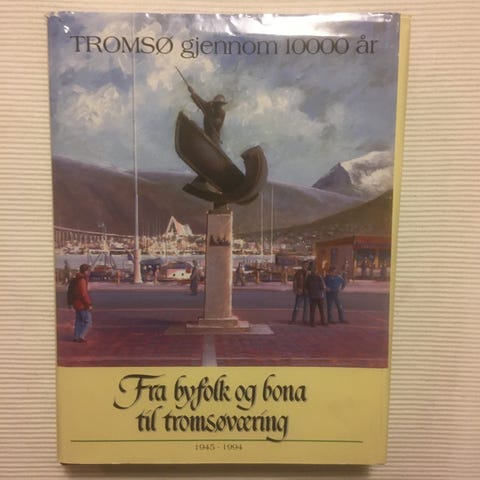 TROMSØ gjennom 10000 år
Fra byfolk og bona
til tromsøværing
1945 - 1994